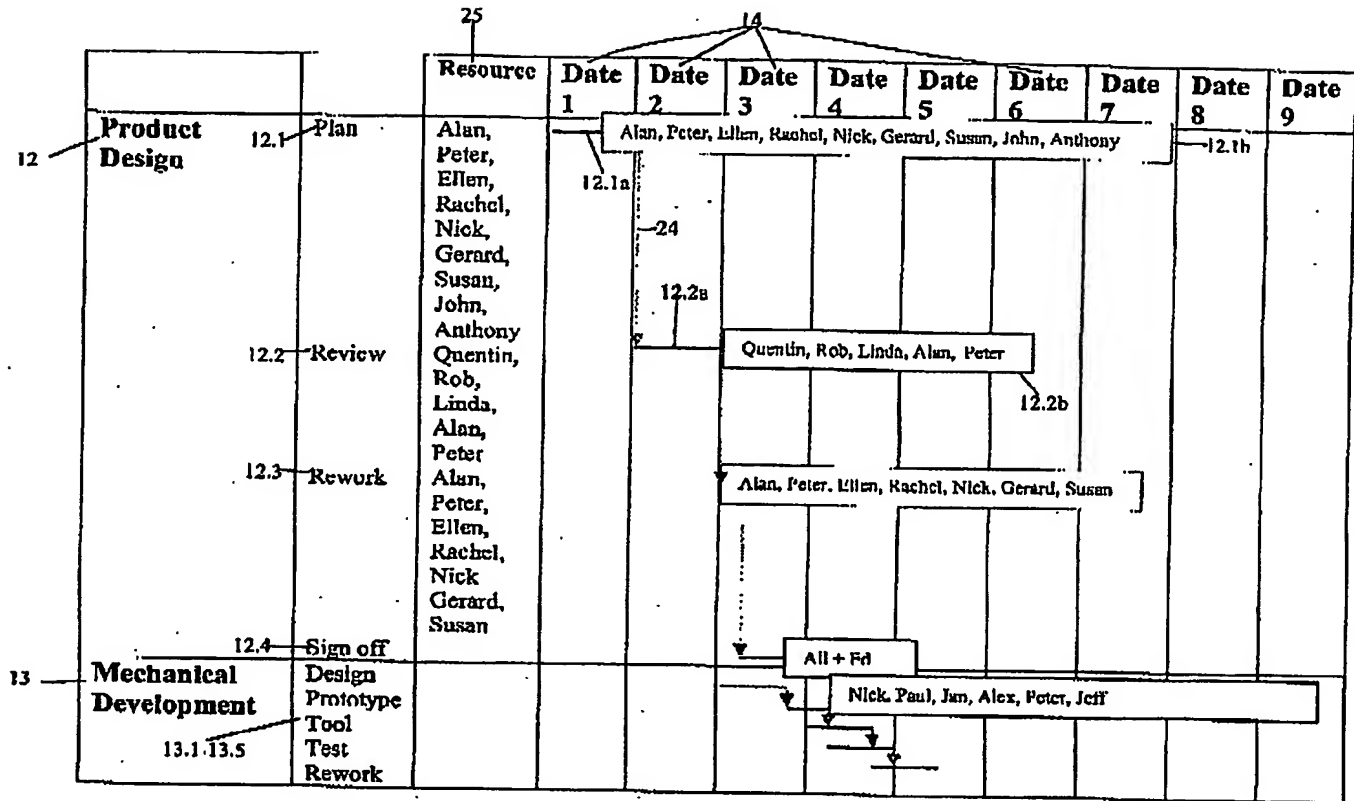 25
14
Resource
Date 1
Date 2
Date 3
Date 4
Date 5
Date 6
Date 7
Date 8
Date 9
12
Product
Design
12.1
Plan
Alan,
Peter,
Ellen,
Rachel,
Nick,
Gerard,
Susan,
John,
Anthony
Alan, Peter, Ellen, Rachel, Nick, Gerard, Susan, John, Anthony
12.1a
12.1b
24
12.2a
12.2
Review
Quentin,
Rob,
Linda,
Alan,
Peter
Quentin, Rob, Linda, Alan, Peter
12.2b
12.3
Rework
Alan,
Peter,
Ellen,
Rachel,
Nick
Gerard,
Susan
Alan, Peter, Ellen, Rachel, Nick, Gerard, Susan
12.4
Sign off
All + Ed
13
Mechanical
Development
Design
Prototype
Tool
Test
Rework
13.1-13.5
Nick, Paul, Jan, Alex, Peter, Jeff